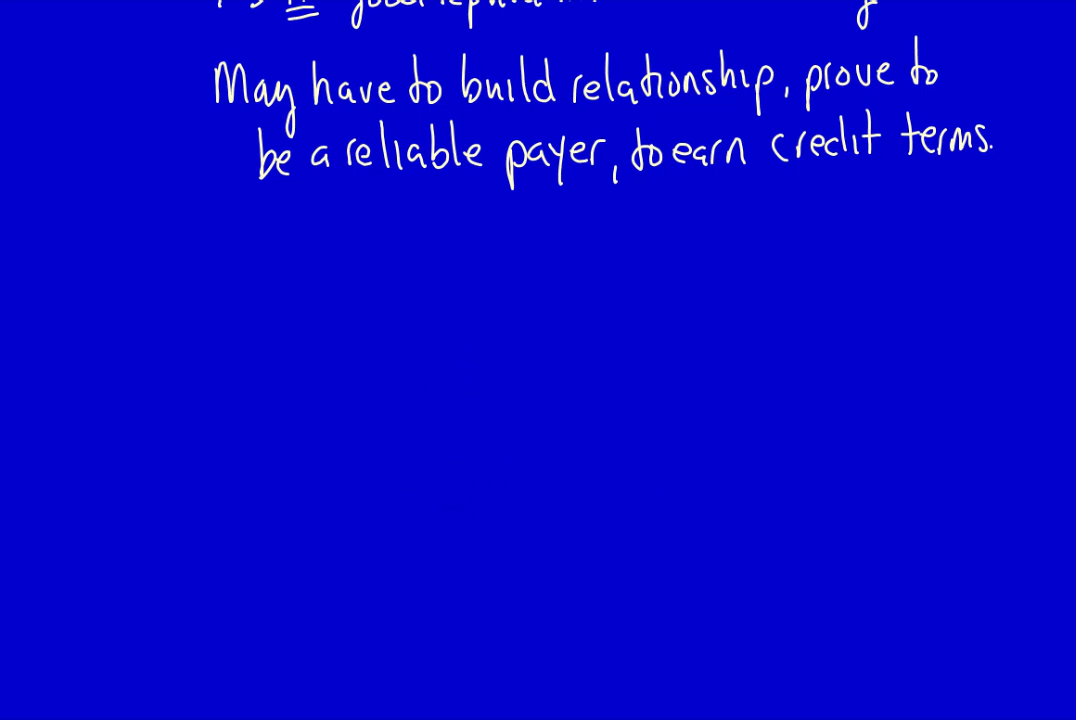 May have to build relationship, prove to
be a reliable payer, to earn credit terms.